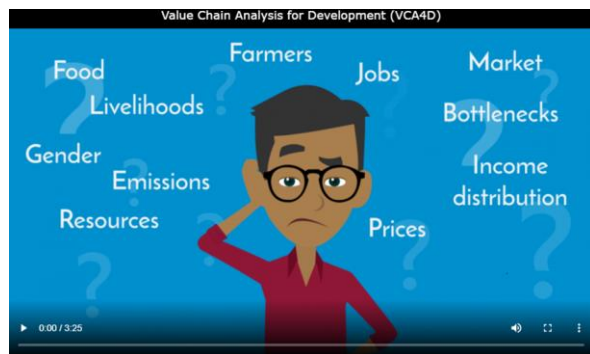 Value Chain Analysis for Development (VCA4D)
Farmers
Food
Jobs
Market
Livelihoods
Bottlenecks
Gender
Emissions
Income
distribution
Resources
Prices
? ? ? ? ? ? ? ? ? ?
0:00 / 3:25